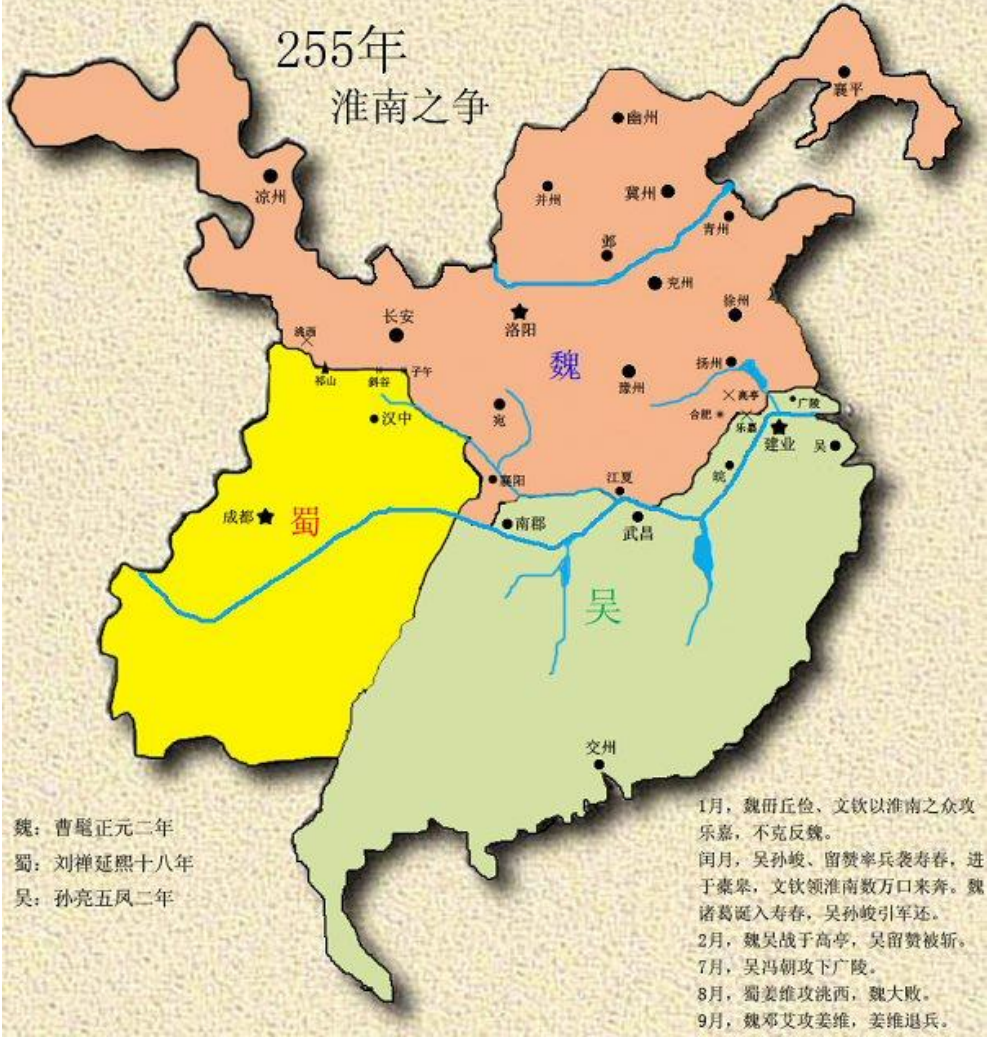 255年
淮南之争
襄平
幽州
凉州
并州
冀州
青州
邺
兖州
徐州
洛阳
长安
洮西
魏
扬州
豫州
祁山
斜谷
子午
高亭
广陵
汉中
宛
合肥
乐嘉
建业
吴
皖
襄阳
江夏
成都
蜀
南郡
武昌
吴
交州
魏：曹髦正元二年
蜀：刘禅延熙十八年
吴：孙亮五凤二年
1月，魏毌丘俭、文钦以淮南之众攻
乐嘉，不克反魏。
闰月，吴孙峻、留赞率兵袭寿春，进
于橐皋，文钦领淮南数万口来奔。魏
诸葛诞入寿春，吴孙峻引军还。
2月，魏吴战于高亭，吴留赞被斩。
7月，吴冯朝攻下广陵。
8月，蜀姜维攻洮西，魏大败。
9月，魏邓艾攻姜维，姜维退兵。